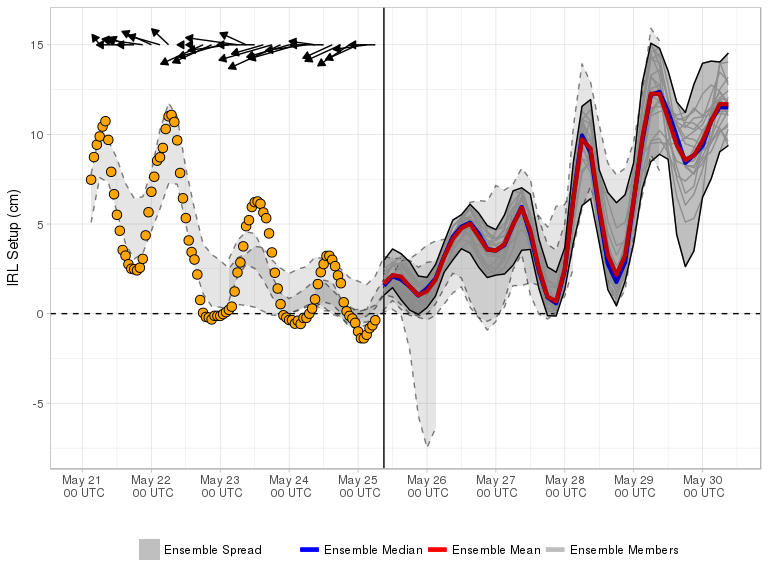 IRL Setup (cm)
15
10
5
0
-5
May 21 May 22 May 23 May 24 May 25 May 26 May 27 May 28 May 29 May 30
00 UTC 00 UTC 00 UTC 00 UTC 00 UTC 00 UTC 00 UTC 00 UTC 00 UTC 00 UTC
Ensemble Spread Ensemble Median Ensemble Mean Ensemble Members